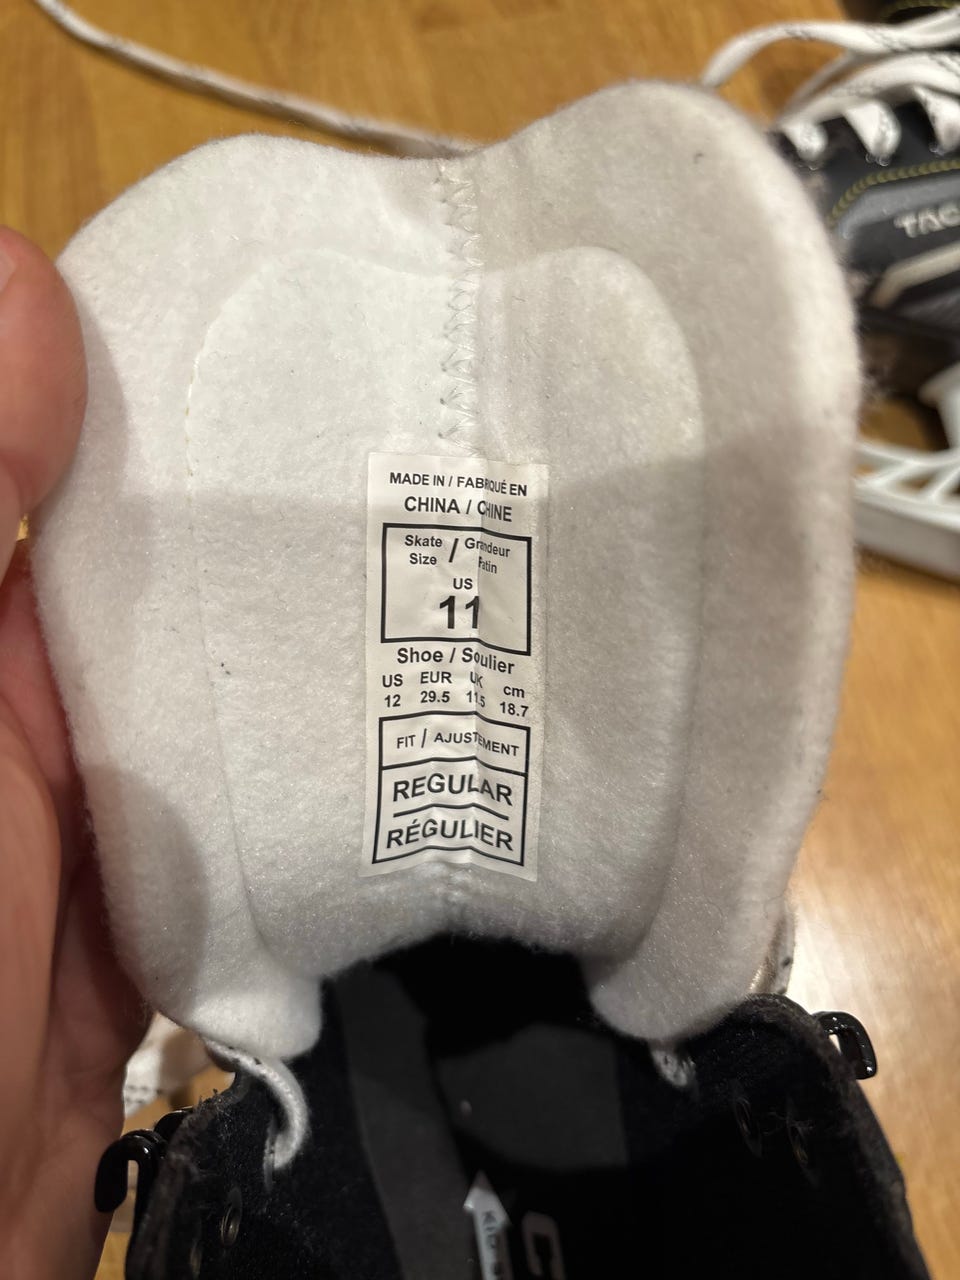 MADE IN / FABRIQUÉ EN
CHINA / CHINE
Skate Size / Grandeur Patin
US
11
Shoe / Soulier
US EUR UK cm
12 29.5 11.5 18.7
FIT / AJUSTEMENT
REGULAR
RÉGULIER
TAC